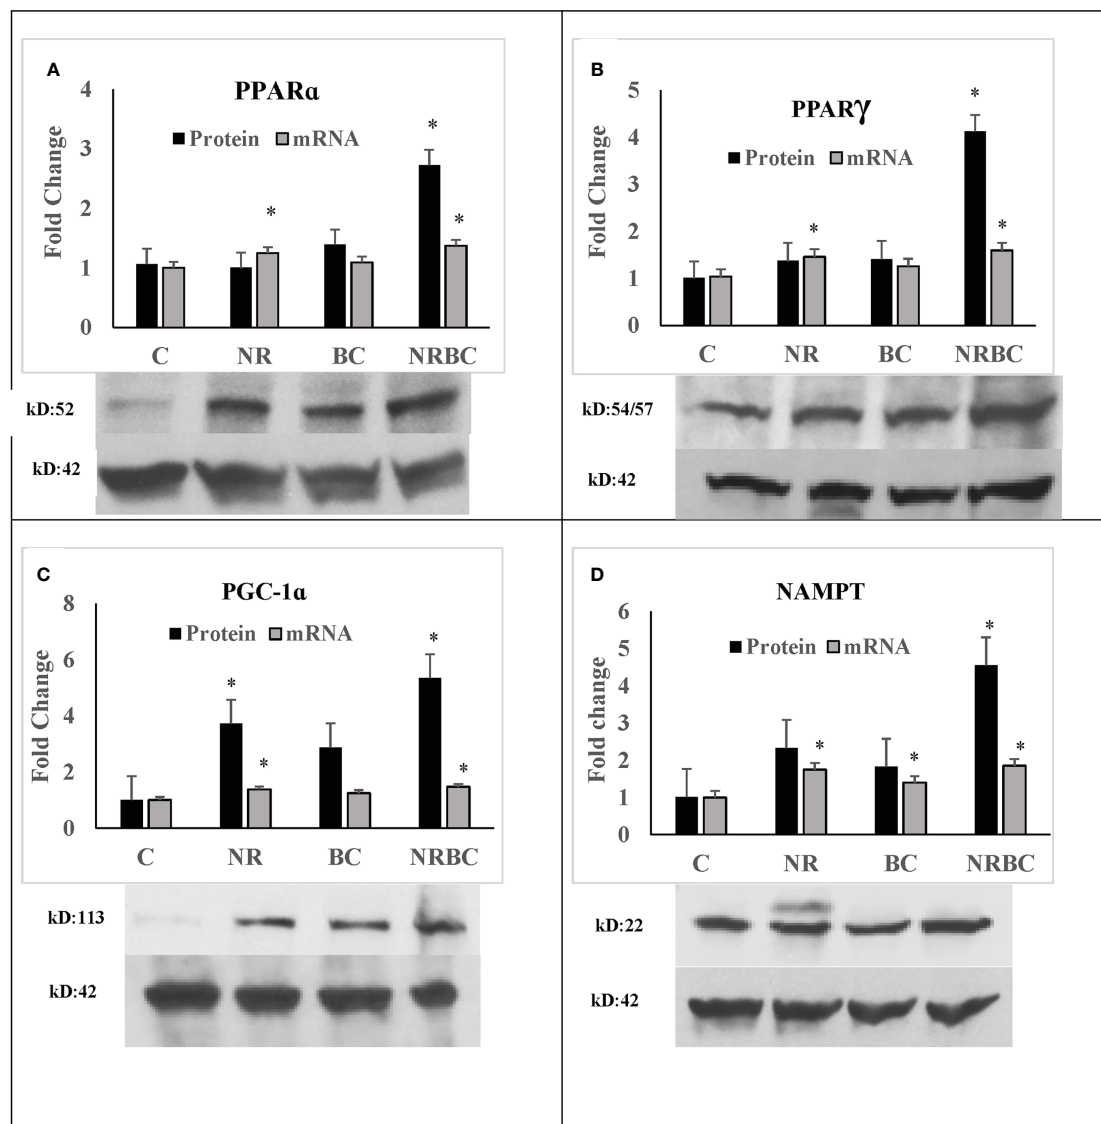 A
PPARɑ
Protein mRNA
Fold Change
4
3
2
1
0
*
*
*
C NR BC NRBC
kD:52
kD:42
B
PPARγ
Protein mRNA
Fold Change
5
4
3
2
1
0
*
*
*
C NR BC NRBC
kD:54/57
kD:42
C
PGC-1ɑ
Protein mRNA
Fold Change
8
6
4
2
0
*
*
*
*
C NR BC NRBC
kD:113
kD:42
D
NAMPT
Protein mRNA
Fold change
6
5
4
3
2
1
0
*
*
*
*
C NR BC NRBC
kD:22
kD:42